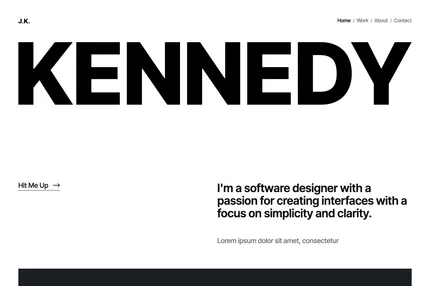 J.K.
Home / Work / About / Contact
KENNEDY
Hit Me Up →
I'm a software designer with a
passion for creating interfaces with a
focus on simplicity and clarity.
Lorem ipsum dolor sit amet, consectetur